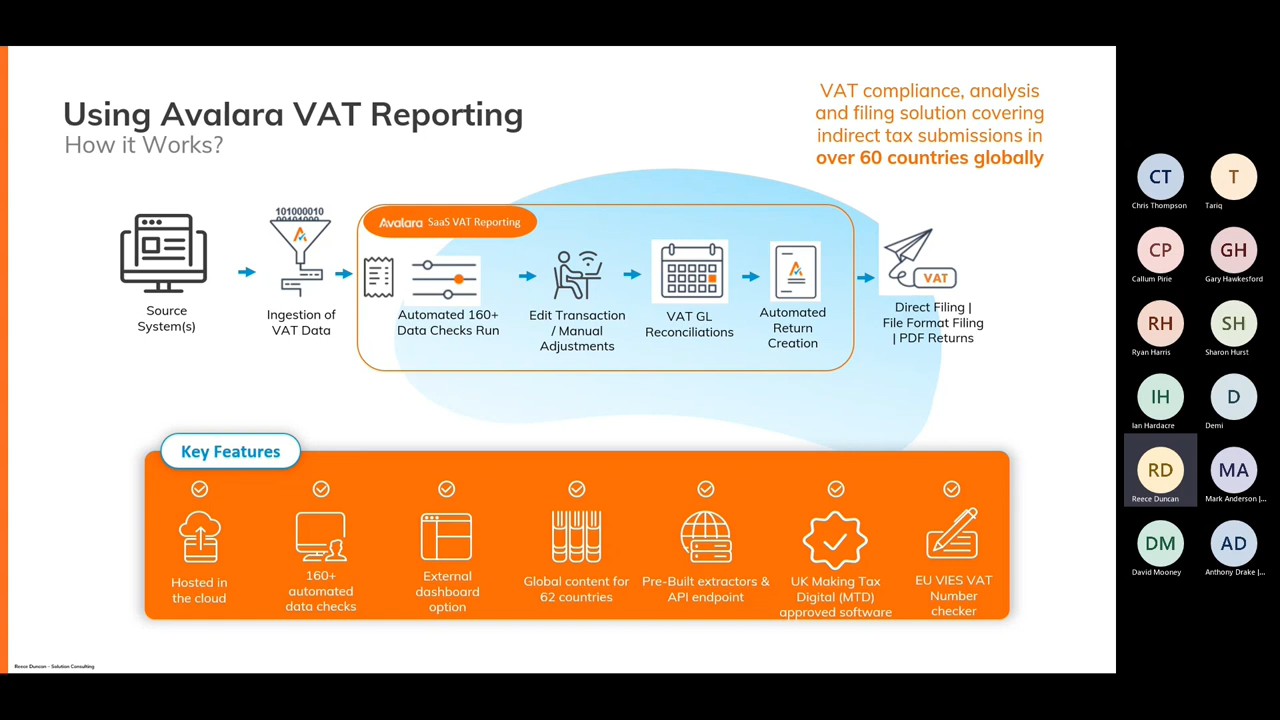 Using Avalara VAT Reporting
How it Works?
VAT compliance, analysis
and filing solution covering
indirect tax submissions in
over 60 countries globally
101000010
Avalara SaaS VAT Reporting
VAT
Source
System(s)
Ingestion of
VAT Data
Automated 160+
Data Checks Run
Edit Transaction
/ Manual
Adjustments
VAT GL
Reconciliations
Automated
Return
Creation
Direct Filing |
File Format Filing
| PDF Returns
Key Features
Hosted in
the cloud
160+
automated
data checks
External
dashboard
option
Global content for
62 countries
Pre-Built extractors &
API endpoint
UK Making Tax
Digital (MTD)
approved software
EU VIES VAT
Number
checker
Reece Duncan - Solution Consulting
CT
Chris Thompson
T
Tariq
CP
Callum Pirie
GH
Gary Hawkesford
RH
Ryan Harris
SH
Sharon Hurst
IH
Ian Hardacre
D
Demi
RD
Reece Duncan
MA
Mark Anderson |...
DM
David Mooney
AD
Anthony Drake |...